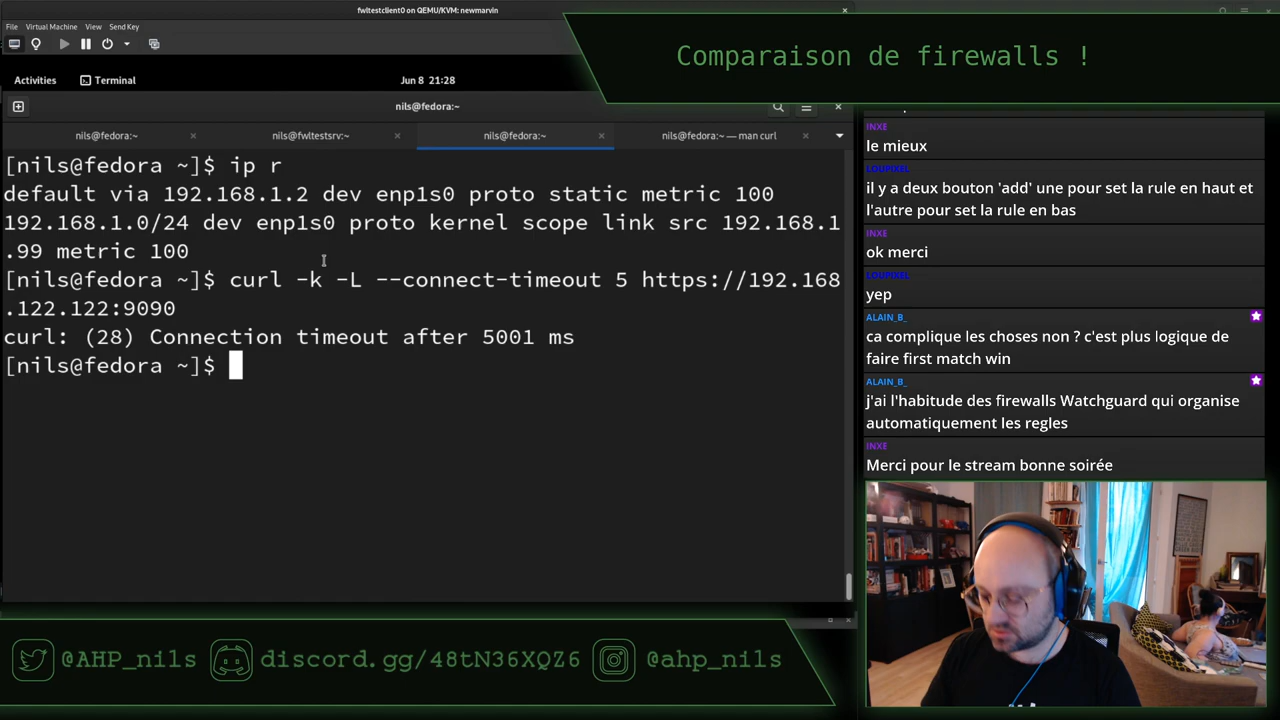 fwltestclient0 on QEMU/KVM: newmarvin
File Virtual Machine View Send Key
Comparaison de firewalls !
Activities Terminal Jun 8 21:28
nils@fedora:~
nils@fedora:~ nils@fwltestsrv:~ nils@fedora:~ nils@fedora:~ — man curl
[nils@fedora ~]$ ip r
default via 192.168.1.2 dev enp1s0 proto static metric 100
192.168.1.0/24 dev enp1s0 proto kernel scope link src 192.168.1
.99 metric 100
[nils@fedora ~]$ curl -k -L --connect-timeout 5 https://192.168
.122.122:9090
curl: (28) Connection timeout after 5001 ms
[nils@fedora ~]$
INXE
le mieux
LOUPIXEL
il y a deux bouton 'add' une pour set la rule en haut et
l'autre pour set la rule en bas
INXE
ok merci
LOUPIXEL
yep
ALAIN_B_
ca complique les choses non ? c'est plus logique de
faire first match win
ALAIN_B_
j'ai l'habitude des firewalls Watchguard qui organise
automatiquement les regles
INXE
Merci pour le stream bonne soirée
@AHP_nils discord.gg/48tN36XQZ6 @ahp_nils